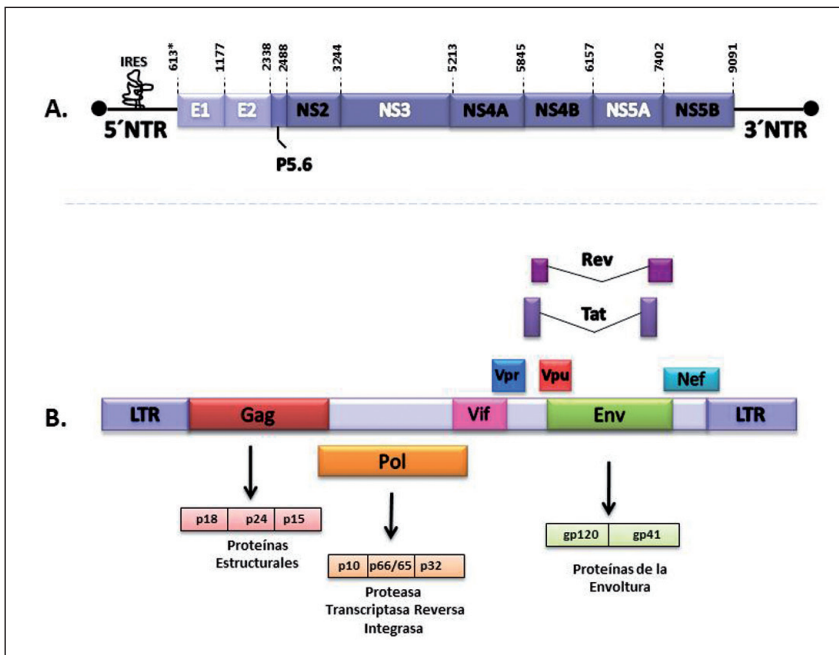 IRES
613*
1177
2338
2488
3244
5213
5845
6157
7402
9091
A.
E1 E2 NS2 NS3 NS4A NS4B NS5A NS5B
5´NTR
3´NTR
P5.6
Rev
Tat
Vpr
Vpu
Nef
B.
LTR Gag Vif Env LTR
Pol
p18 p24 p15
Proteínas
Estructurales
p10 p66/65 p32
Proteasa
Transcriptasa Reversa
Integrasa
gp120 gp41
Proteínas de la
Envoltura